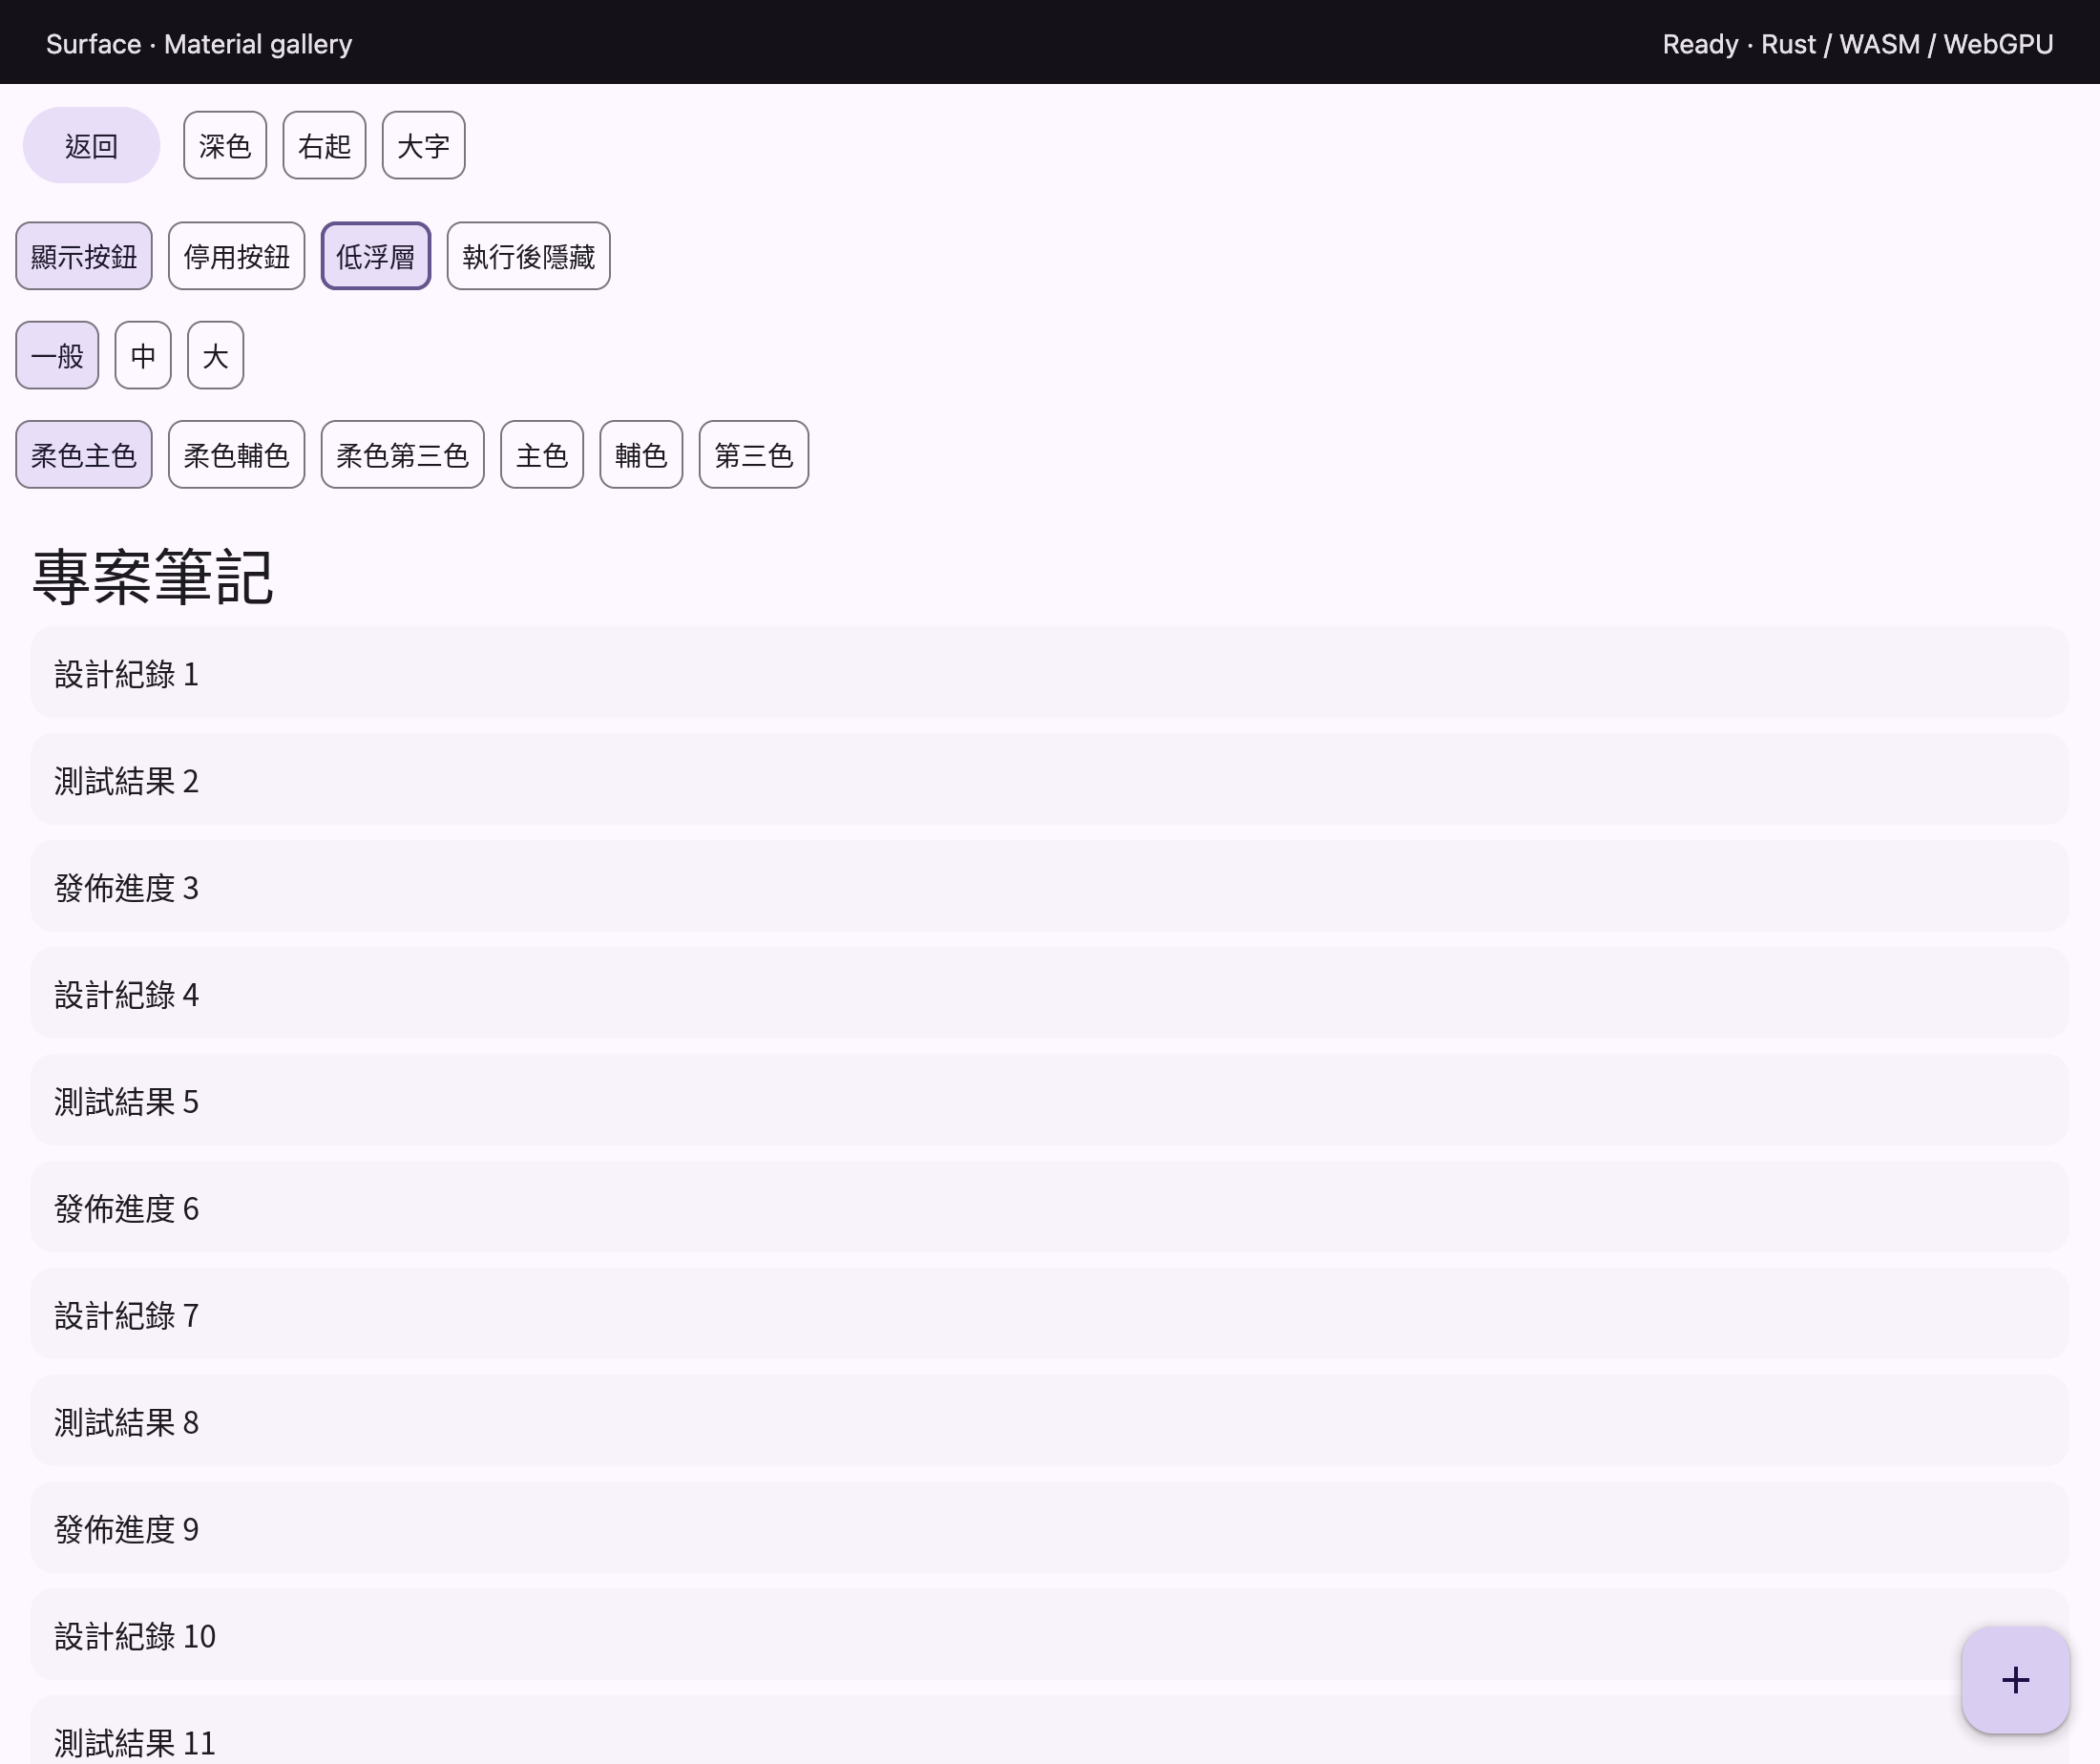 Surface · Material gallery
Ready · Rust / WASM / WebGPU
返回 深色 右起 大字
顯示按鈕 停用按鈕 低浮層 執行後隱藏
一般 中 大
柔色主色 柔色輔色 柔色第三色 主色 輔色 第三色
專案筆記
設計紀錄 1
測試結果 2
發佈進度 3
設計紀錄 4
測試結果 5
發佈進度 6
設計紀錄 7
測試結果 8
發佈進度 9
設計紀錄 10
測試結果 11